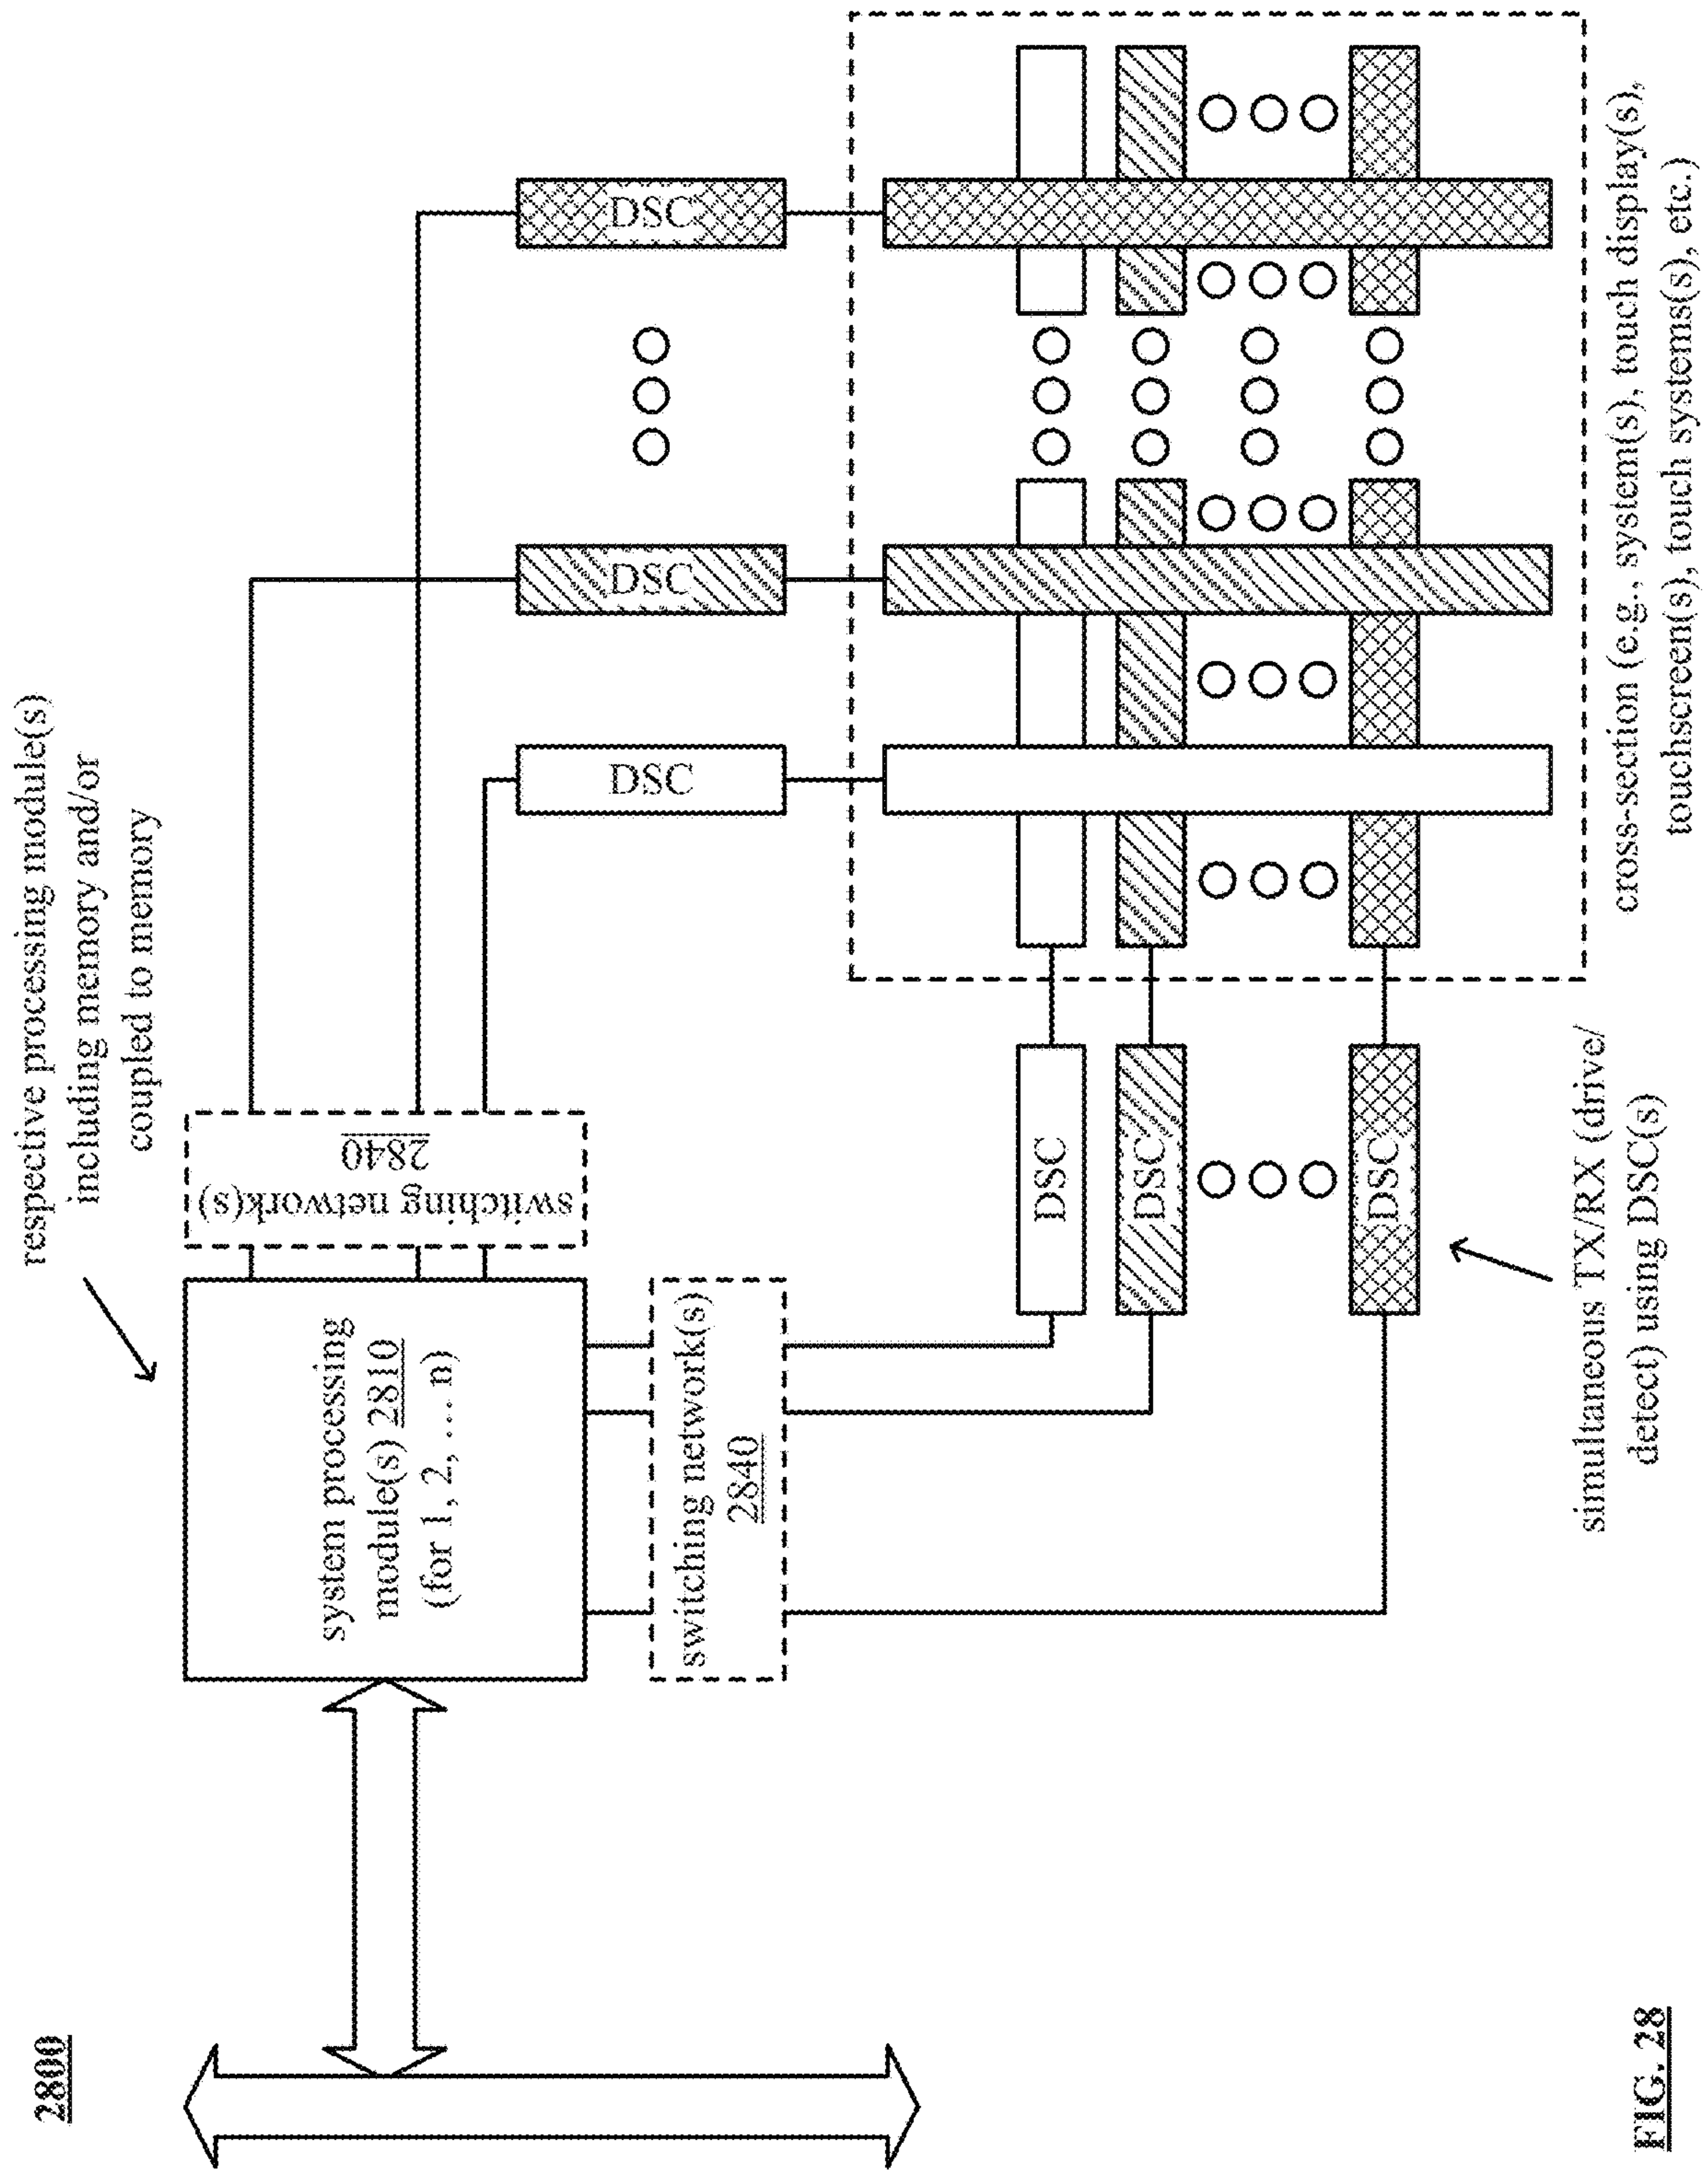 2800
respective processing module(s)
including memory and/or
coupled to memory
system processing
module(s) 2810
(for 1, 2, … n)
switching network(s)
2840
switching network(s)
2840
DSC
DSC
DSC
DSC
DSC
DSC
simultaneous TX/RX (drive/
detect) using DSC(s)
cross-section (e.g., system(s), touch display(s),
touchscreen(s), touch systems(s), etc.)
FIG. 28